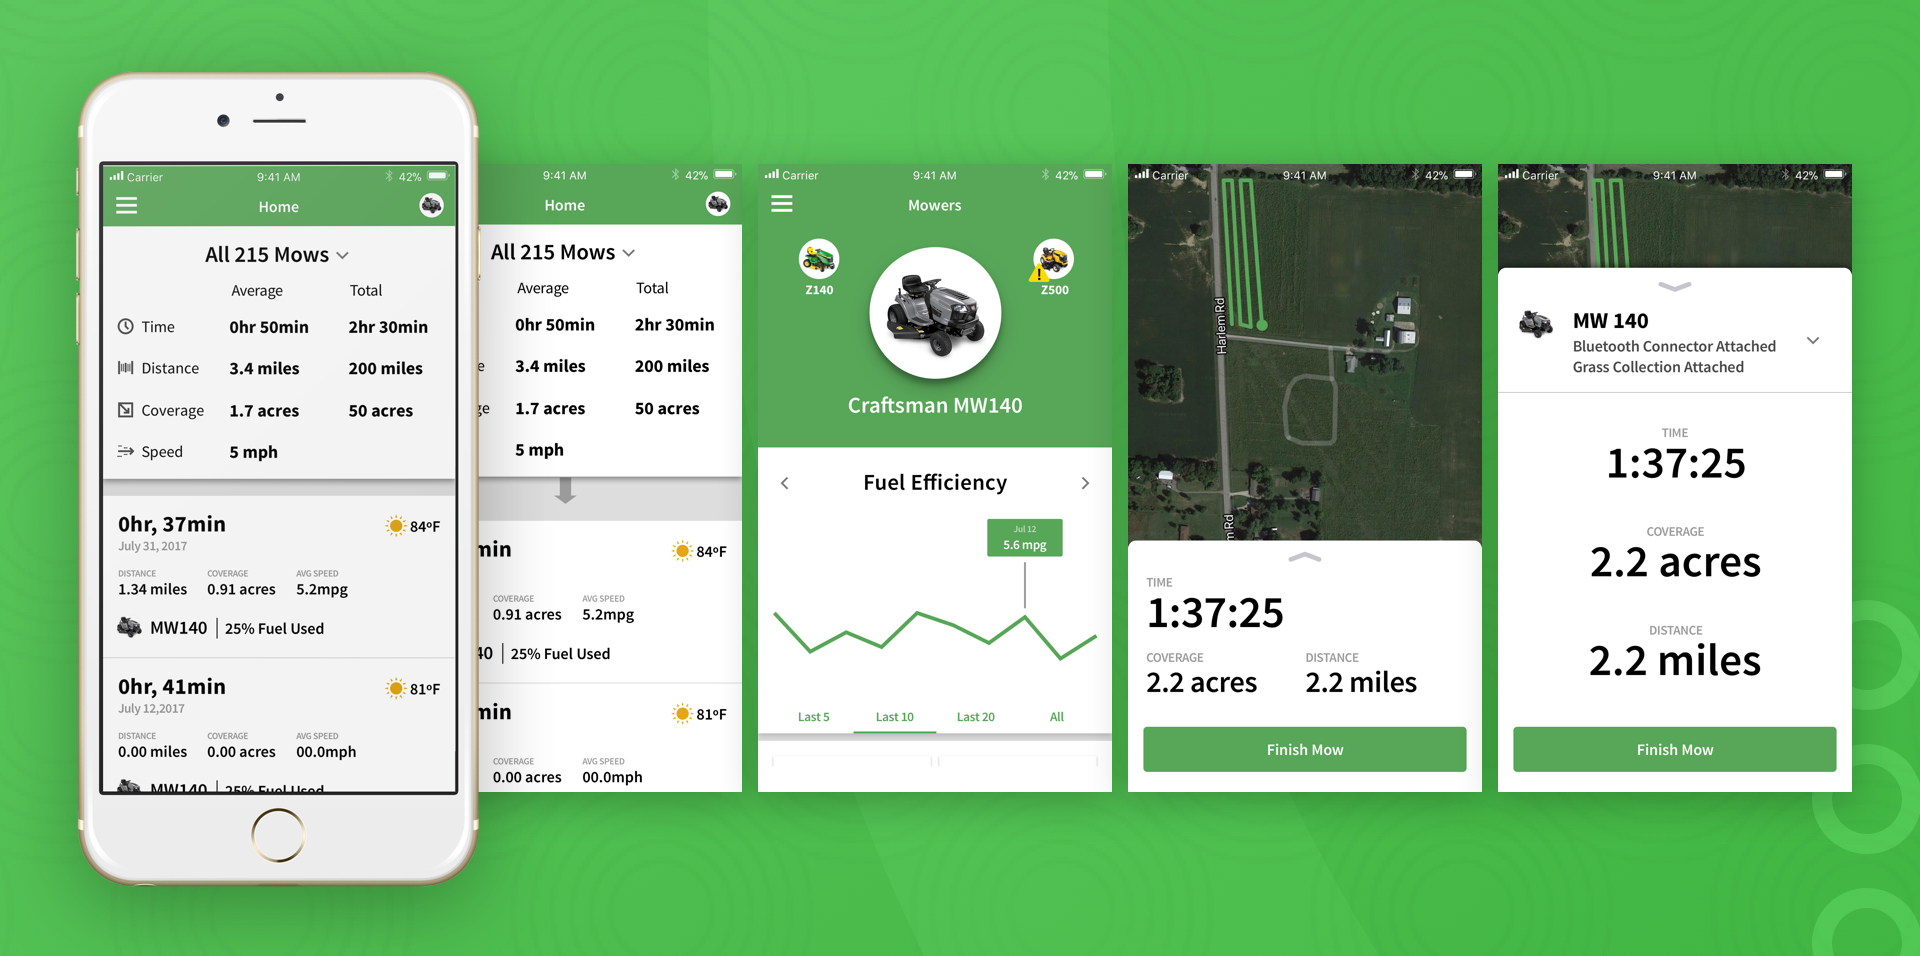 Carrier 9:41 AM 42%
Home
All 215 Mows
Average Total
Time 0hr 50min 2hr 30min
Distance 3.4 miles 200 miles
Coverage 1.7 acres 50 acres
Speed 5 mph
0hr, 37min 84ºF
July 31, 2017
DISTANCE COVERAGE AVG SPEED
1.34 miles 0.91 acres 5.2mpg
MW140 25% Fuel Used
0hr, 41min 81ºF
July 12,2017
DISTANCE COVERAGE AVG SPEED
0.00 miles 0.00 acres 00.0mph
MW140 25% Fuel Used
9:41 AM 42%
Home
All 215 Mows
Average Total
0hr 50min 2hr 30min
e 3.4 miles 200 miles
ge 1.7 acres 50 acres
5 mph
min 84ºF
COVERAGE AVG SPEED
0.91 acres 5.2mpg
40 25% Fuel Used
min 81ºF
COVERAGE AVG SPEED
0.00 acres 00.0mph
Carrier 9:41 AM 42%
Mowers
Z140
Z500
Craftsman MW140
Fuel Efficiency
Jul 12
5.6 mpg
Last 5 Last 10 Last 20 All
Carrier 9:41 AM 42%
Harlem Rd
m Rd
TIME
1:37:25
COVERAGE DISTANCE
2.2 acres 2.2 miles
Finish Mow
Carrier 9:41 AM 42%
MW 140
Bluetooth Connector Attached
Grass Collection Attached
TIME
1:37:25
COVERAGE
2.2 acres
DISTANCE
2.2 miles
Finish Mow